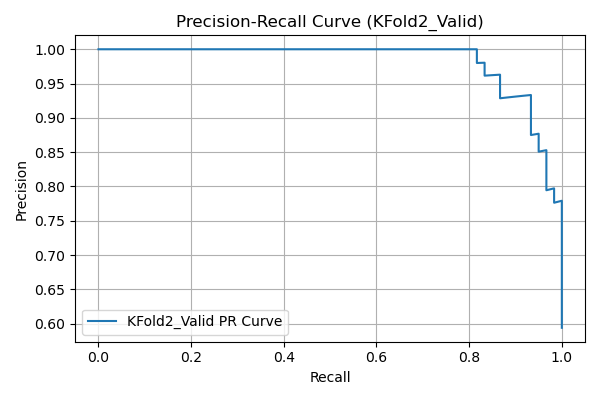 Precision-Recall Curve (KFold2_Valid)
1.00
0.95
0.90
0.85
0.80
0.75
0.70
0.65
0.60
Precision
KFold2_Valid PR Curve
0.0 0.2 0.4 0.6 0.8 1.0
Recall